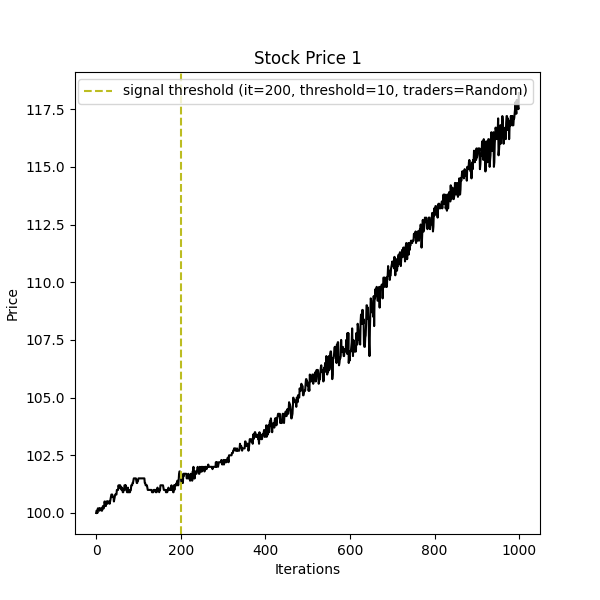 Stock Price 1
signal threshold (it=200, threshold=10, traders=Random)
117.5
115.0
112.5
110.0
107.5
105.0
102.5
100.0
Price
0 200 400 600 800 1000
Iterations